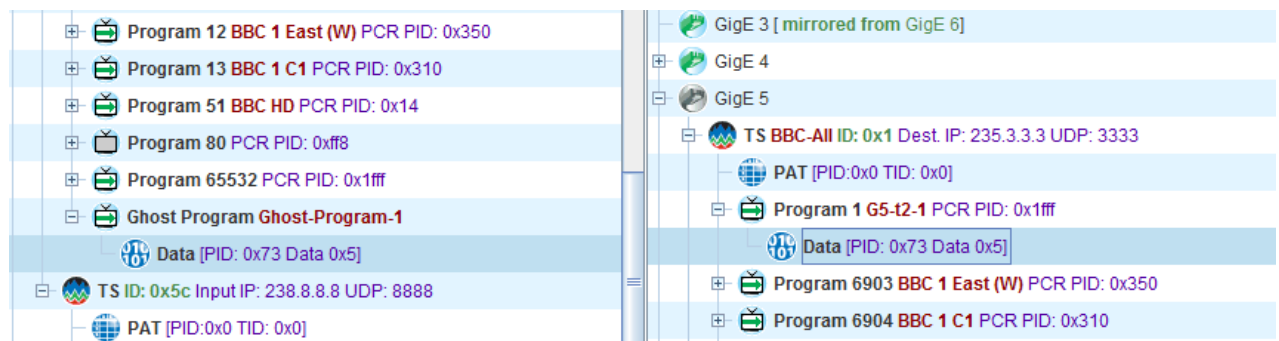 Program 12 BBC 1 East (W) PCR PID: 0x350
Program 13 BBC 1 C1 PCR PID: 0x310
Program 51 BBC HD PCR PID: 0x14
Program 80 PCR PID: 0xff8
Program 65532 PCR PID: 0x1fff
Ghost Program Ghost-Program-1
Data [PID: 0x73 Data 0x5]
TS ID: 0x5c Input IP: 238.8.8.8 UDP: 8888
PAT [PID:0x0 TID: 0x0]
GigE 3 [ mirrored from GigE 6]
GigE 4
GigE 5
TS BBC-All ID: 0x1 Dest. IP: 235.3.3.3 UDP: 3333
PAT [PID:0x0 TID: 0x0]
Program 1 G5-t2-1 PCR PID: 0x1fff
Data [PID: 0x73 Data 0x5]
Program 6903 BBC 1 East (W) PCR PID: 0x350
Program 6904 BBC 1 C1 PCR PID: 0x310